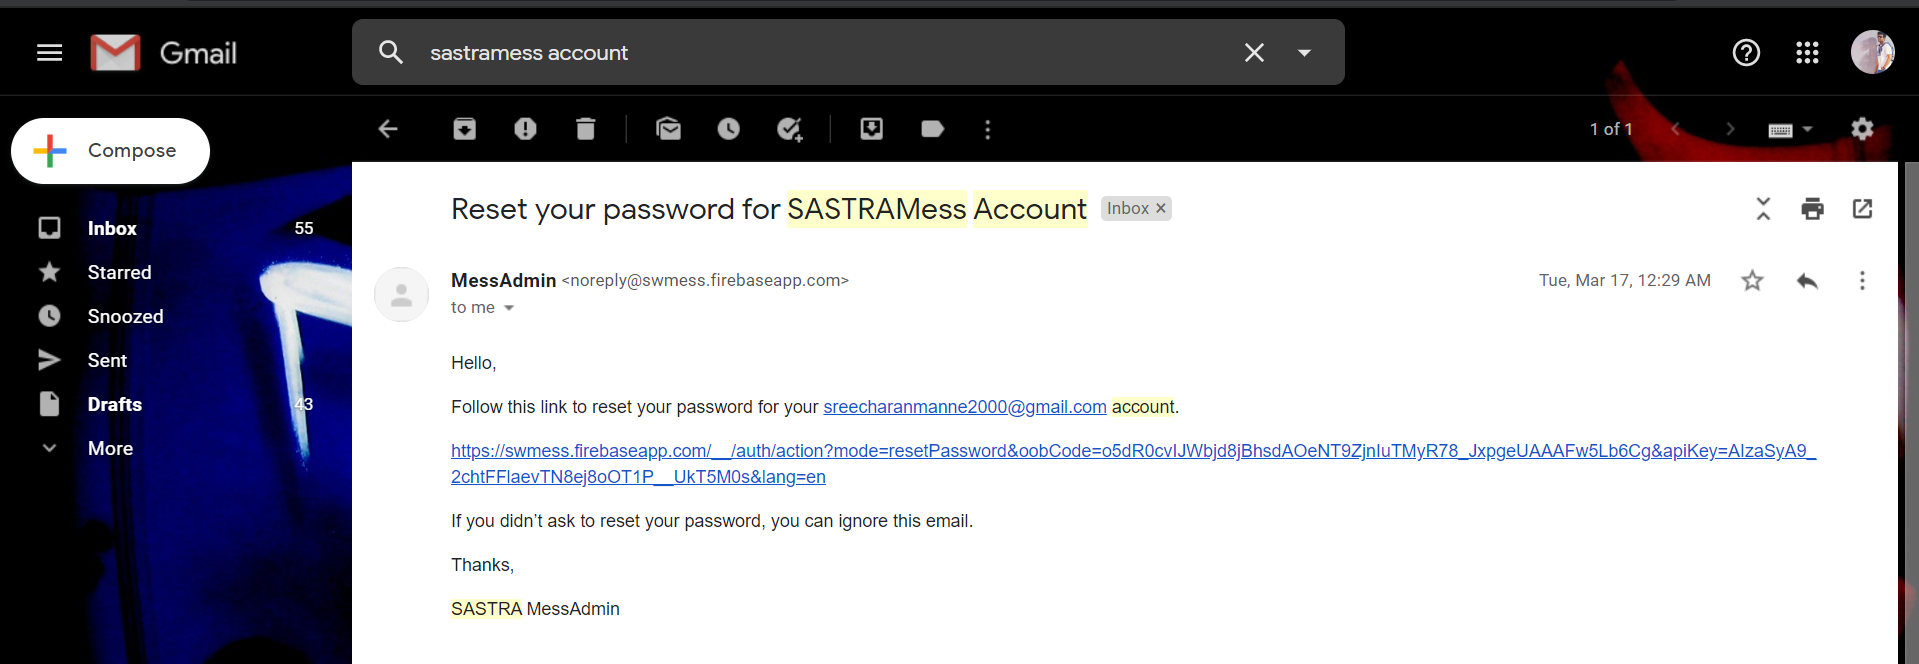 Gmail
sastramess account
Compose
1 of 1
Inbox 55
Starred
Snoozed
Sent
Drafts 43
More
Reset your password for SASTRAMess Account Inbox
MessAdmin <noreply@swmess.firebaseapp.com> Tue, Mar 17, 12:29 AM
to me
Hello,
Follow this link to reset your password for your sreecharanmanne2000@gmail.com account.
https://swmess.firebaseapp.com/__/auth/action?mode=resetPassword&oobCode=o5dR0cvIJWbjd8jBhsdAOeNT9ZjnIuTMyR78_JxpgeUAAAFw5Lb6Cg&apiKey=AIzaSyA9_
2chtFFlaevTN8ej8oOT1P__UkT5M0s&lang=en
If you didn’t ask to reset your password, you can ignore this email.
Thanks,
SASTRA MessAdmin